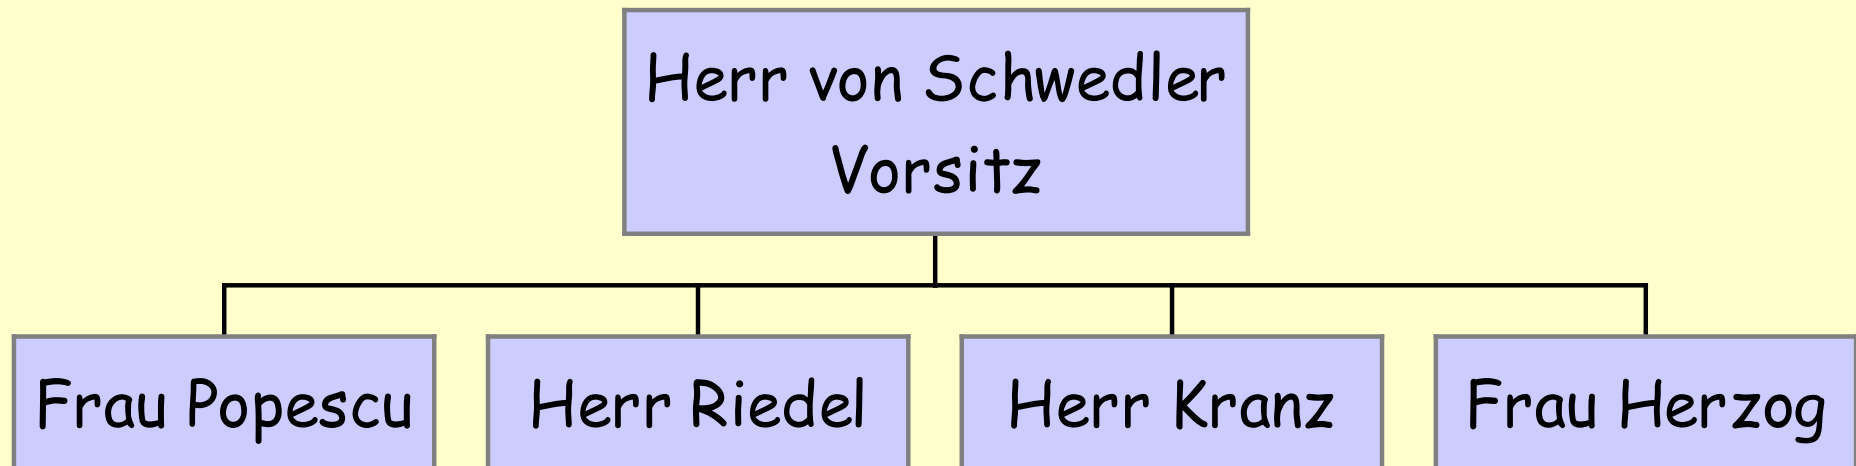 Herr von Schwedler
Vorsitz
Frau Popescu
Herr Riedel
Herr Kranz
Frau Herzog